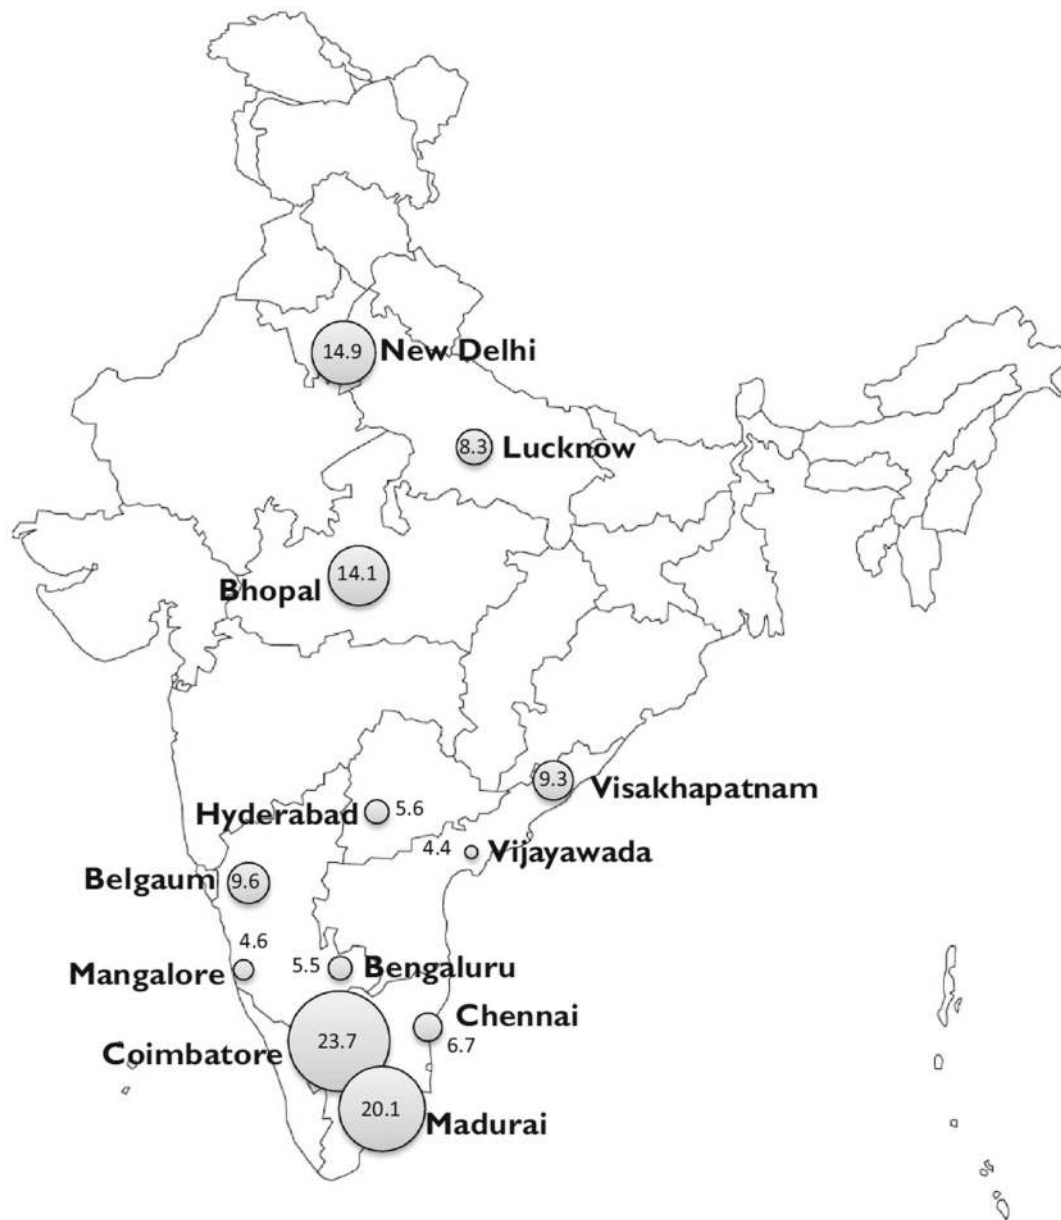 14.9 New Delhi
8.3 Lucknow
14.1
Bhopal
9.3
Visakhapatnam
Hyderabad 5.6
4.4 Vijayawada
Belgaum 9.6
4.6
Mangalore
5.5 Bengaluru
Chennai
6.7
Coimbatore 23.7
20.1
Madurai